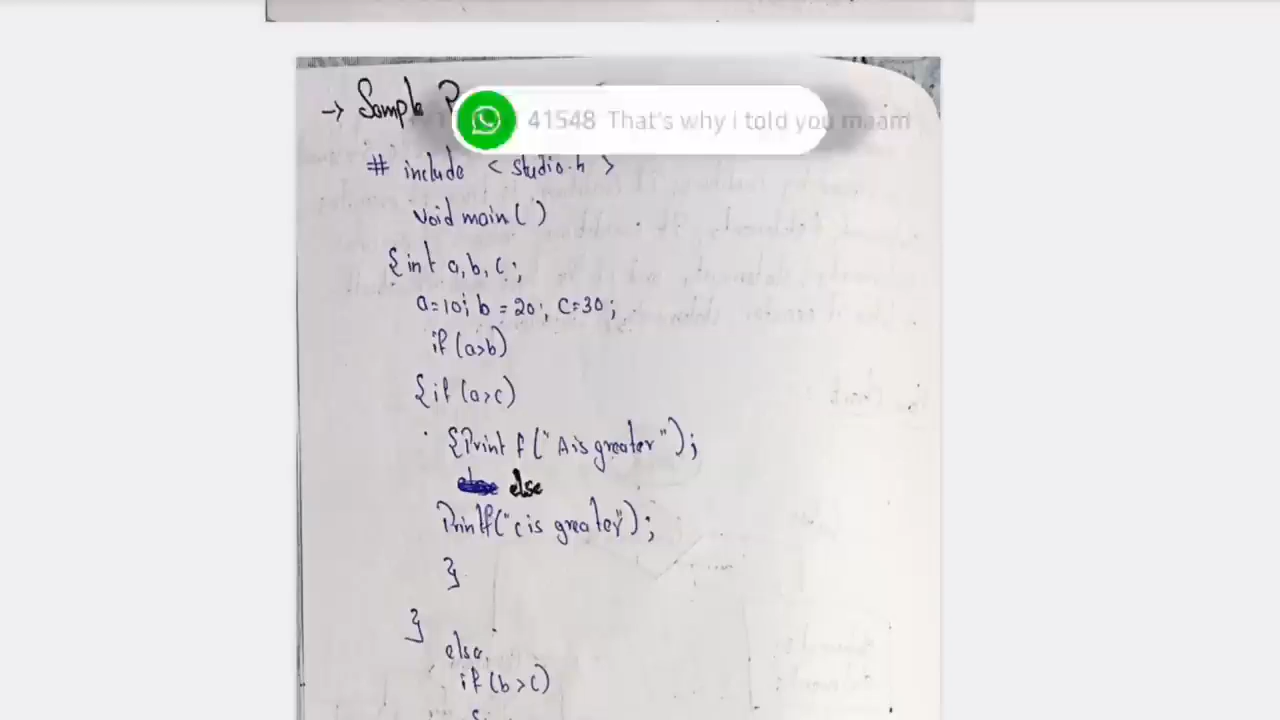 → Sample P
41548 That's why i told you maam
# include < studio.h >
void main()
{int a,b,c;
a=10; b=20; c=30;
if (a>b)
{if (a>c)
{Print f("A is greater");
else
Printf("c is greater");
}
}
else
if (b>c)